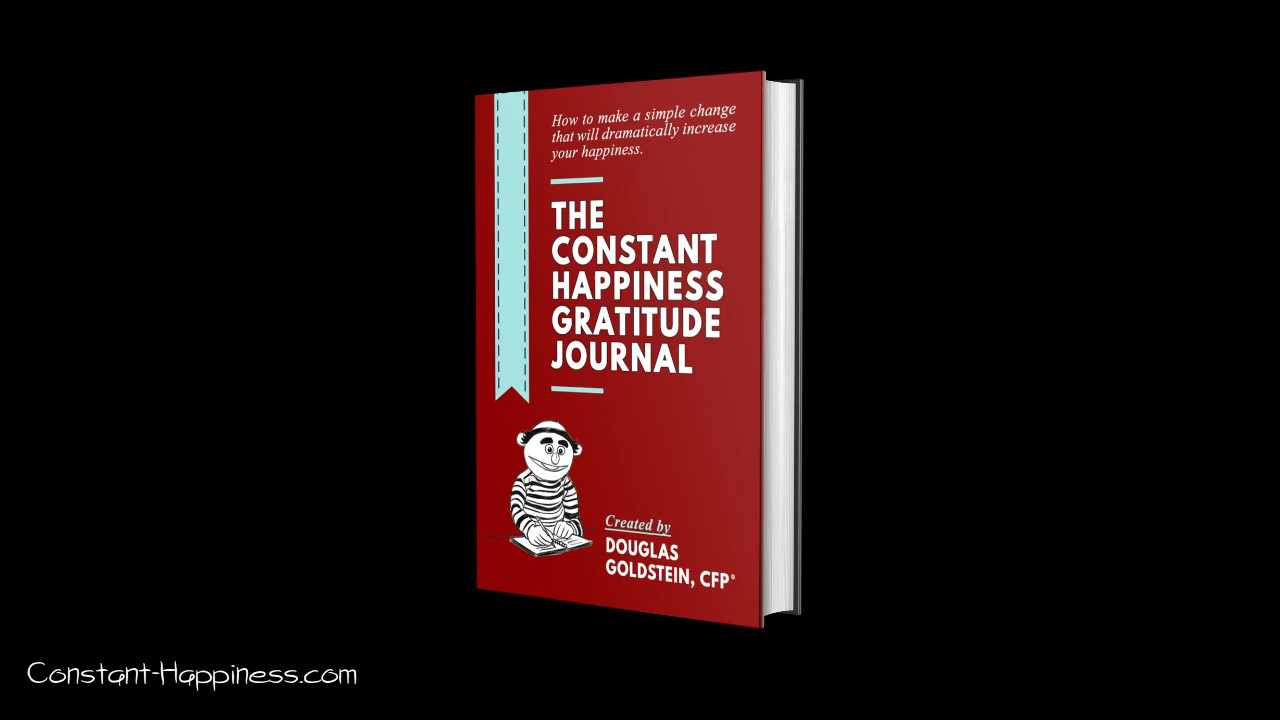 How to make a simple change
that will dramatically increase
your happiness.
THE
CONSTANT
HAPPINESS
GRATITUDE
JOURNAL
Created by
DOUGLAS
GOLDSTEIN, CFP®
Constant-Happiness.com